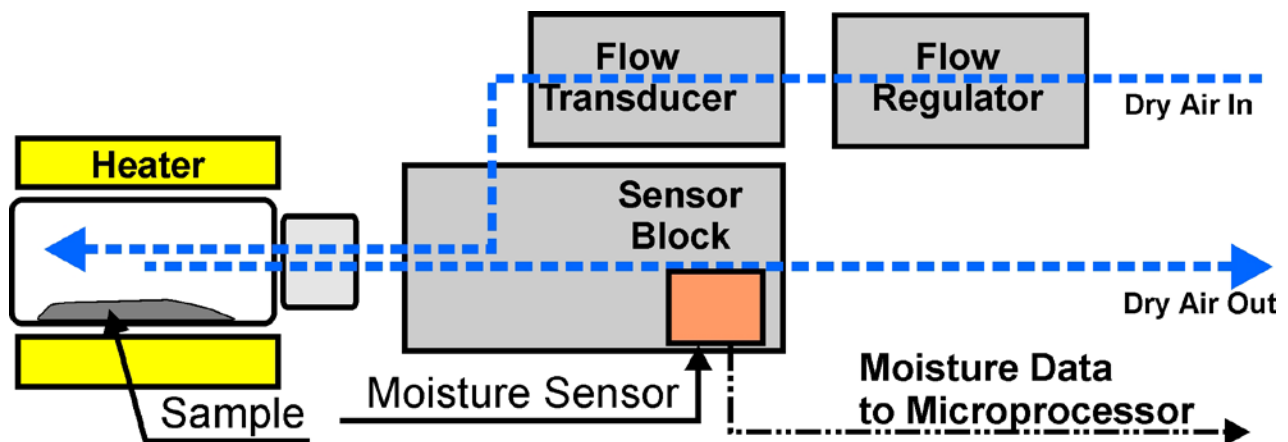 Flow
Transducer
Flow
Regulator
Dry Air In
Heater
Sensor
Block
Dry Air Out
Moisture Sensor
Sample
Moisture Data
to Microprocessor